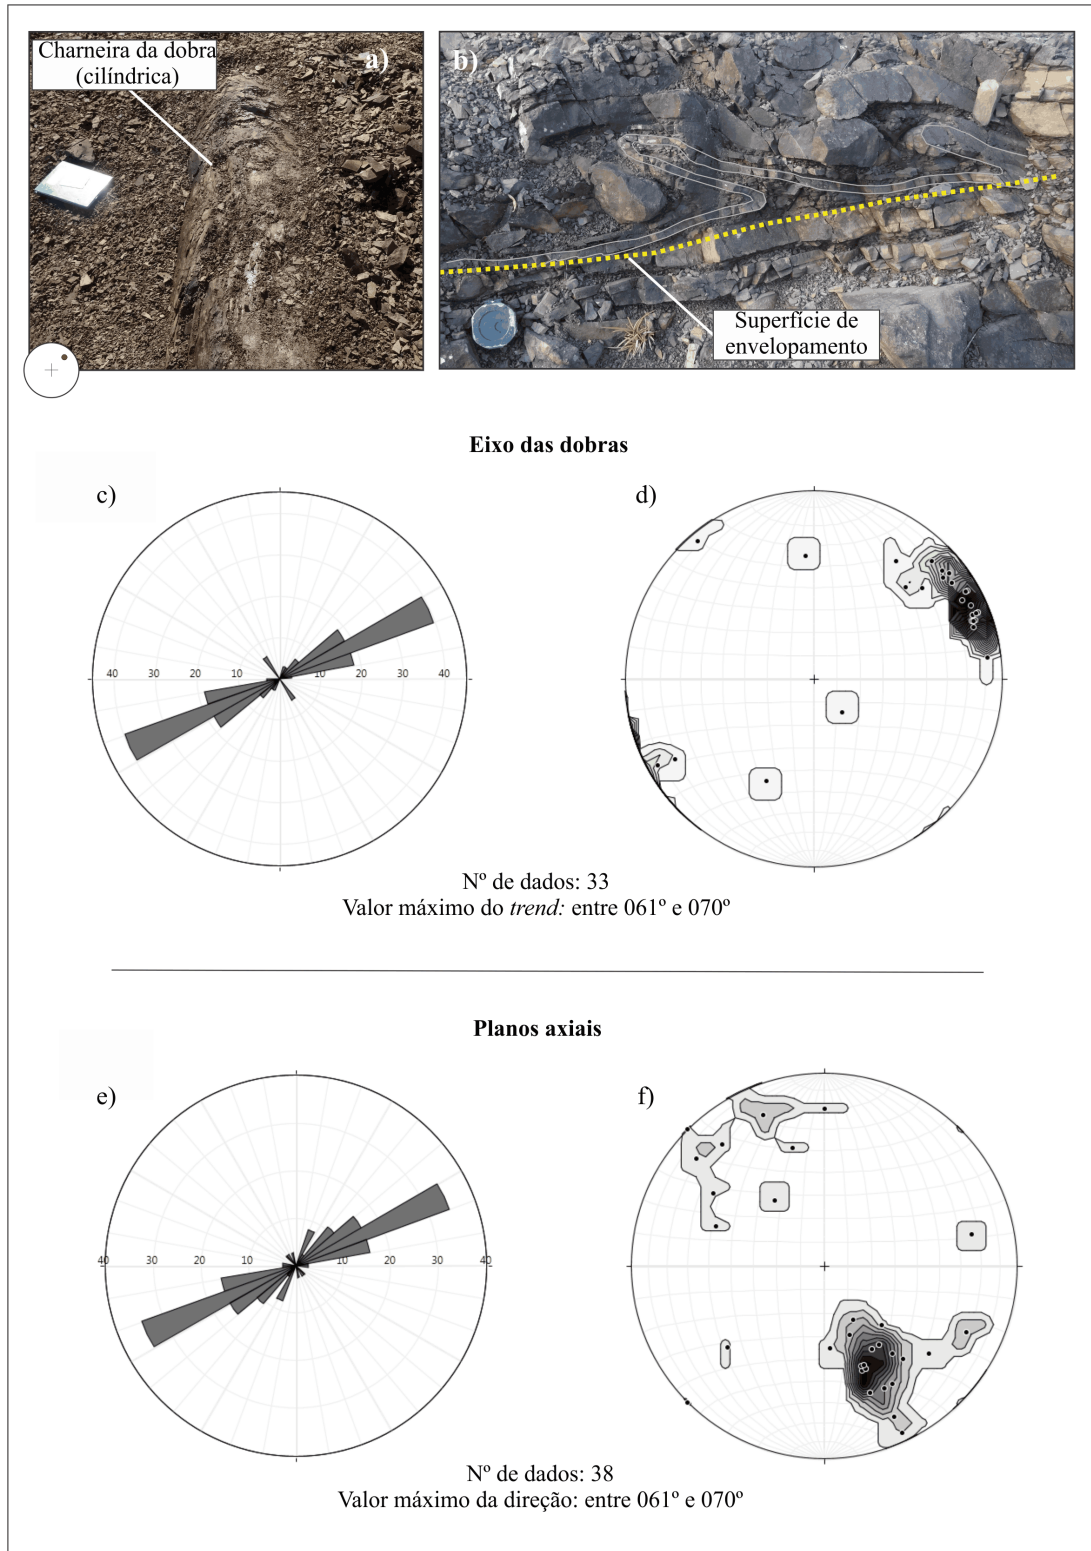 Charneira da dobra
(cilíndrica)
a)
b)
Superfície de
envelopamento
Eixo das dobras
c)
d)
40 30 20 10 10 20 30 40
Nº de dados: 33
Valor máximo do trend: entre 061º e 070º
Planos axiais
e)
f)
40 30 20 10 10 20 30 40
Nº de dados: 38
Valor máximo da direção: entre 061º e 070º